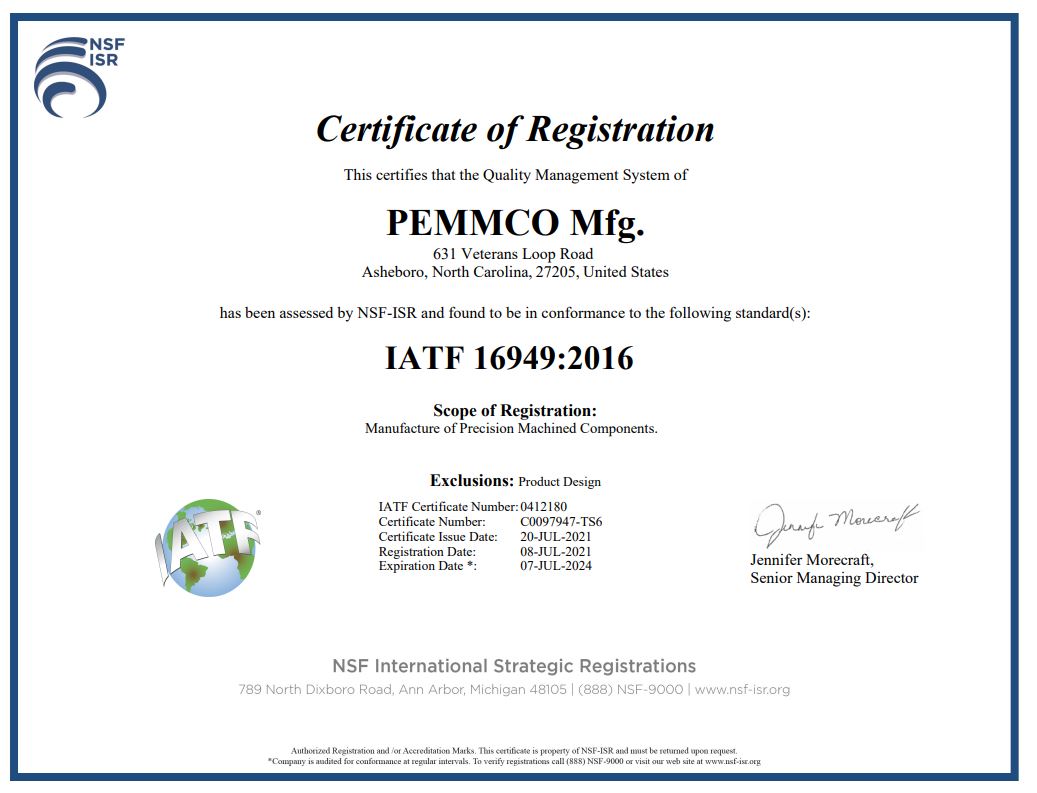 NSF
ISR
Certificate of Registration
This certifies that the Quality Management System of
PEMMCO Mfg.
631 Veterans Loop Road
Asheboro, North Carolina, 27205, United States
has been assessed by NSF-ISR and found to be in conformance to the following standard(s):
IATF 16949:2016
Scope of Registration:
Manufacture of Precision Machined Components.
Exclusions: Product Design
IATF®
IATF Certificate Number: 0412180
Certificate Number: C0097947-TS6
Certificate Issue Date: 20-JUL-2021
Registration Date: 08-JUL-2021
Expiration Date *: 07-JUL-2024
Jennifer Morecraft
Jennifer Morecraft,
Senior Managing Director
NSF International Strategic Registrations
789 North Dixboro Road, Ann Arbor, Michigan 48105 | (888) NSF-9000 | www.nsf-isr.org
Authorized Registration and /or Accreditation Marks. This certificate is property of NSF-ISR and must be returned upon request.
*Company is audited for conformance at regular intervals. To verify registrations call (888) NSF-9000 or visit our web site at www.nsf-isr.org